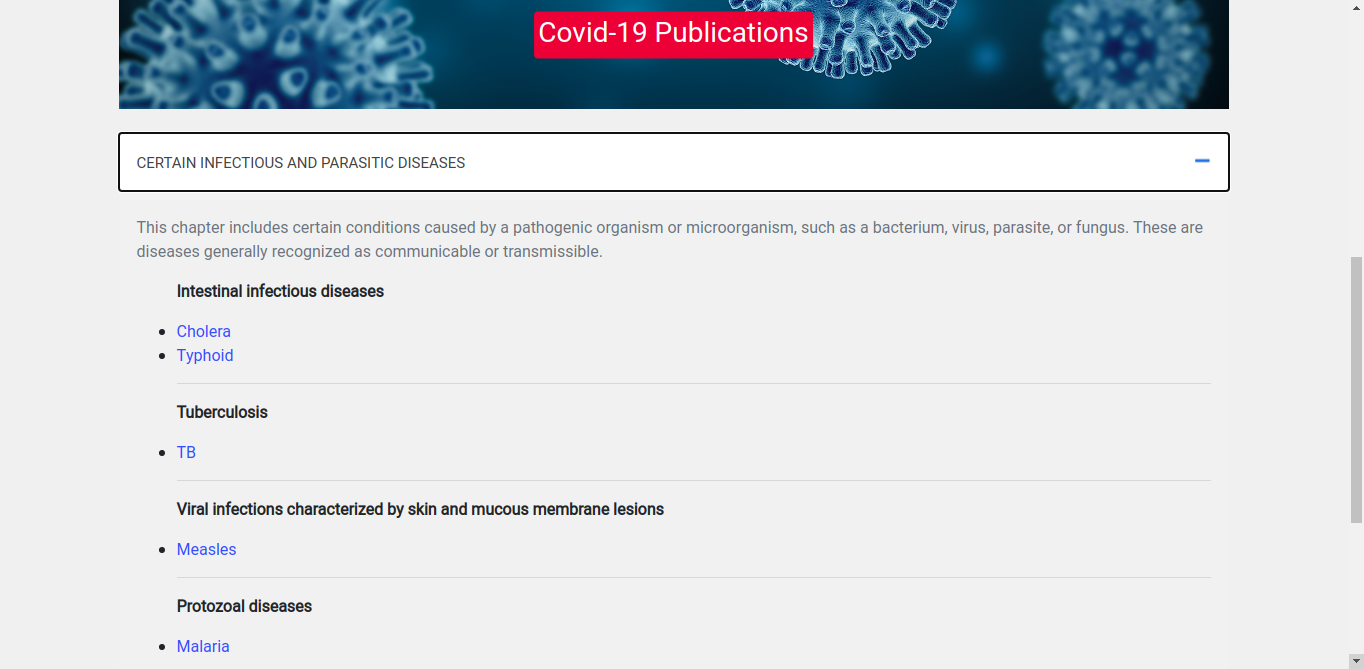 Covid-19 Publications
CERTAIN INFECTIOUS AND PARASITIC DISEASES
This chapter includes certain conditions caused by a pathogenic organism or microorganism, such as a bacterium, virus, parasite, or fungus. These are
diseases generally recognized as communicable or transmissible.
Intestinal infectious diseases
Cholera
Typhoid
Tuberculosis
TB
Viral infections characterized by skin and mucous membrane lesions
Measles
Protozoal diseases
Malaria